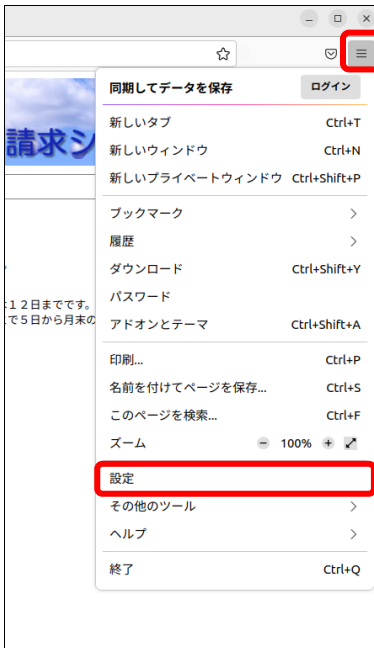 同期してデータを保存 ログイン
新しいタブ Ctrl+T
請求シ
新しいウィンドウ Ctrl+N
新しいプライベートウィンドウ Ctrl+Shift+P
ブックマーク
履歴
ダウンロード Ctrl+Shift+Y
パスワード
１２日までです。
で５日から月末の
アドオンとテーマ Ctrl+Shift+A
印刷... Ctrl+P
名前を付けてページを保存... Ctrl+S
このページを検索... Ctrl+F
ズーム 100%
設定
その他のツール
ヘルプ
終了 Ctrl+Q